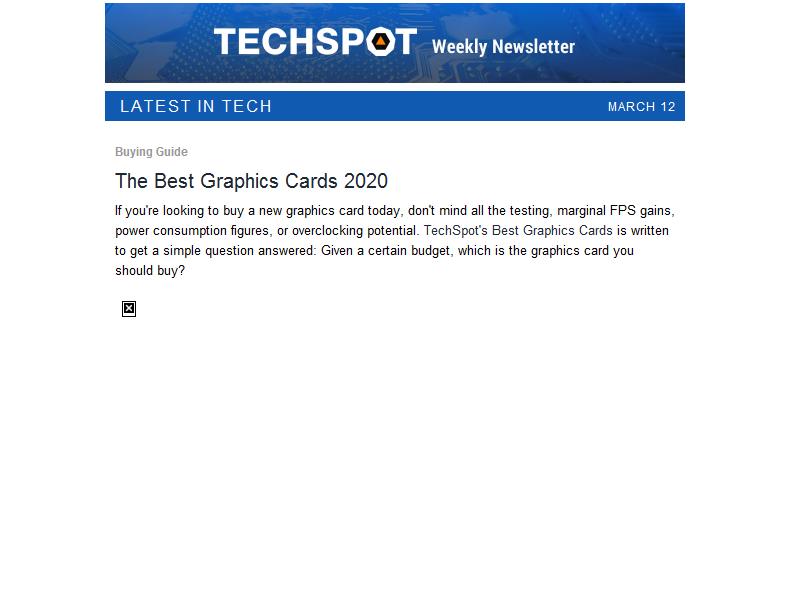 TECHSPOT Weekly Newsletter
LATEST IN TECH MARCH 12
Buying Guide
The Best Graphics Cards 2020
If you're looking to buy a new graphics card today, don't mind all the testing, marginal FPS gains,
power consumption figures, or overclocking potential. TechSpot's Best Graphics Cards is written
to get a simple question answered: Given a certain budget, which is the graphics card you
should buy?